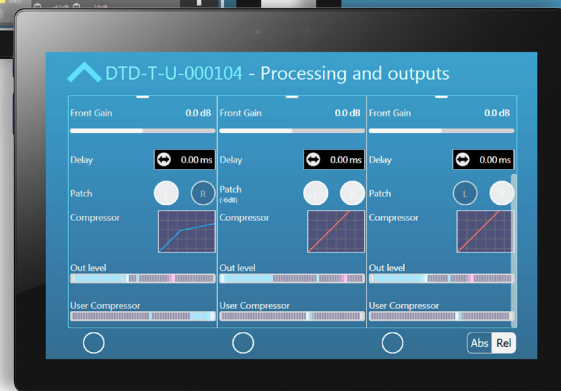 DTD-T-U-000104 - Processing and outputs
Front Gain 0.0 dB Front Gain 0.0 dB Front Gain 0.0 dB
Delay 0.00 ms Delay 0.00 ms Delay 0.00 ms
Patch L R Patch L R Patch L R
(-6dB)
Compressor Compressor Compressor
Out level Out level Out level
User Compressor User Compressor User Compressor
Abs Rel